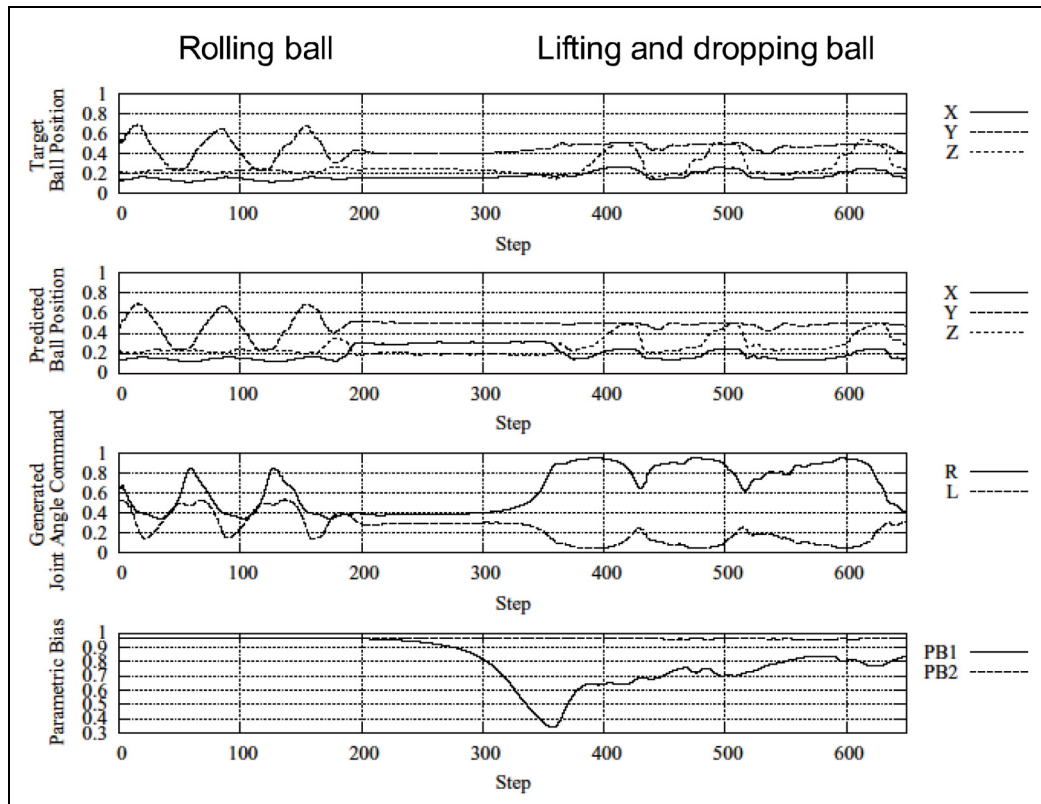 Rolling ball
Lifting and dropping ball
Target
Ball Position
1
0.8
0.6
0.4
0.2
0
0 100 200 300 400 500 600
Step
X
Y
Z
Predicted
Ball Position
1
0.8
0.6
0.4
0.2
0
0 100 200 300 400 500 600
Step
X
Y
Z
Generated
Joint Angle Command
1
0.8
0.6
0.4
0.2
0
0 100 200 300 400 500 600
Step
R
L
Parametric Bias
1
0.9
0.8
0.7
0.6
0.5
0.4
0.3
0 100 200 300 400 500 600
Step
PB1
PB2